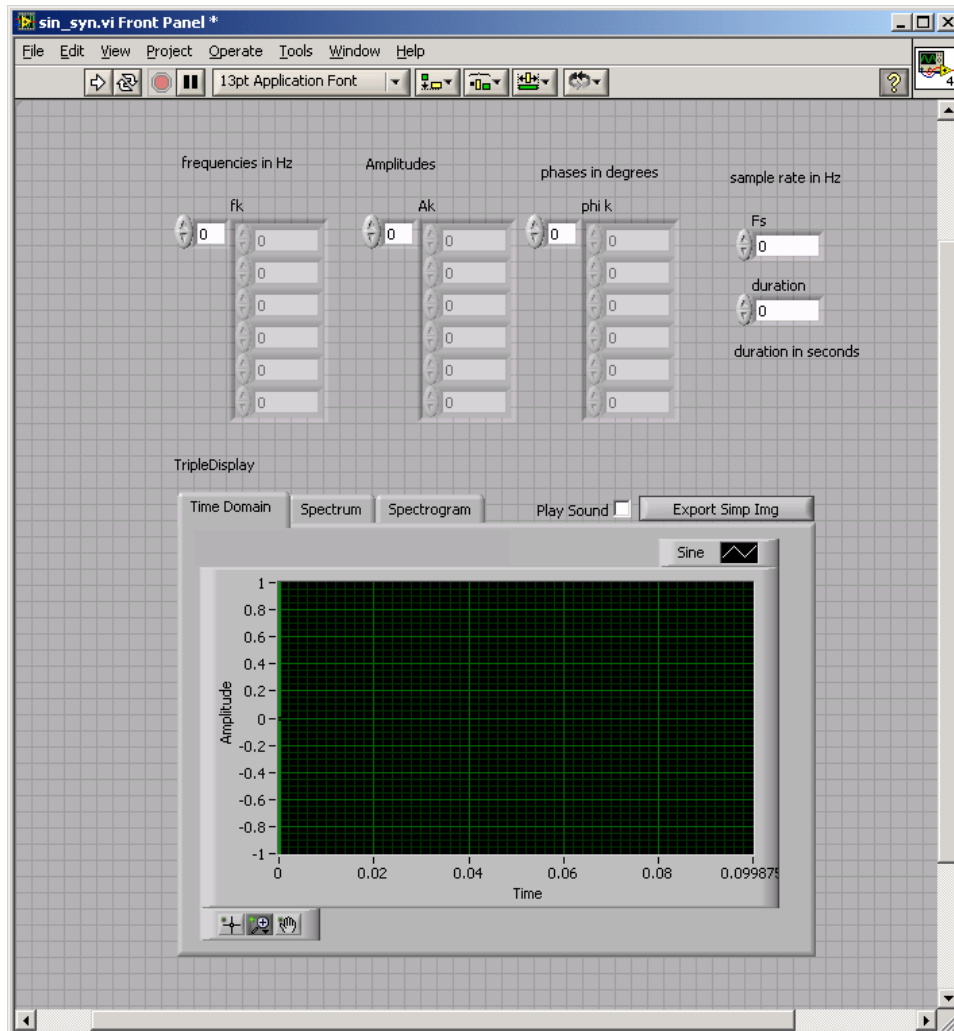 sin_syn.vi Front Panel *
File Edit View Project Operate Tools Window Help
13pt Application Font
?
4
frequencies in Hz Amplitudes phases in degrees sample rate in Hz
fk Ak phi k Fs
0 0 0 0 0 0 0
0 0 0
0 0 0 duration
0 0 0 0
0 0 0 duration in seconds
0 0 0
TripleDisplay
Time Domain Spectrum Spectrogram Play Sound Export Simp Img
Sine
1
0.8
0.6
0.4
0.2
0
-0.2
-0.4
-0.6
-0.8
-1
Amplitude
0 0.02 0.04 0.06 0.08 0.099875
Time